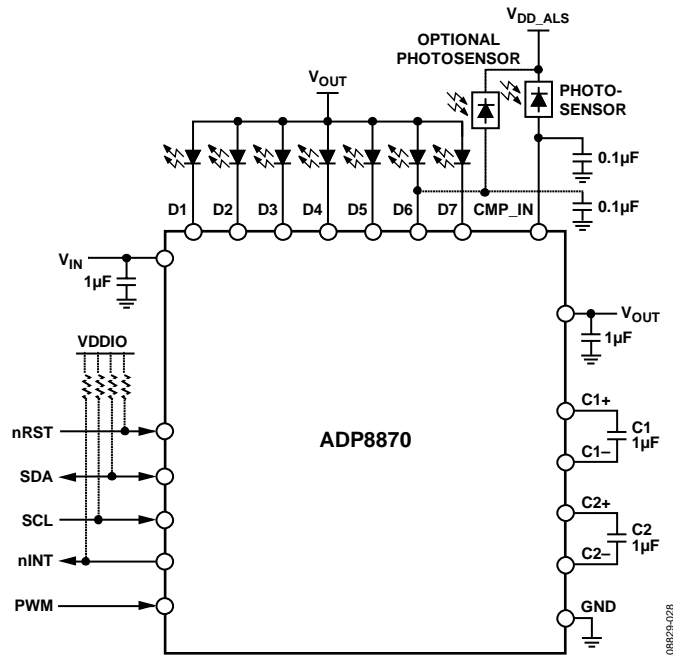 VDD_ALS
OPTIONAL
PHOTOSENSOR
PHOTO-
SENSOR
VOUT
0.1µF
0.1µF
D1 D2 D3 D4 D5 D6 D7 CMP_IN
VIN
1µF
VOUT
1µF
VDDIO
nRST
SDA
SCL
nINT
PWM
ADP8870
C1+
C1
1µF
C1–
C2+
C2
1µF
C2–
GND
08829-028